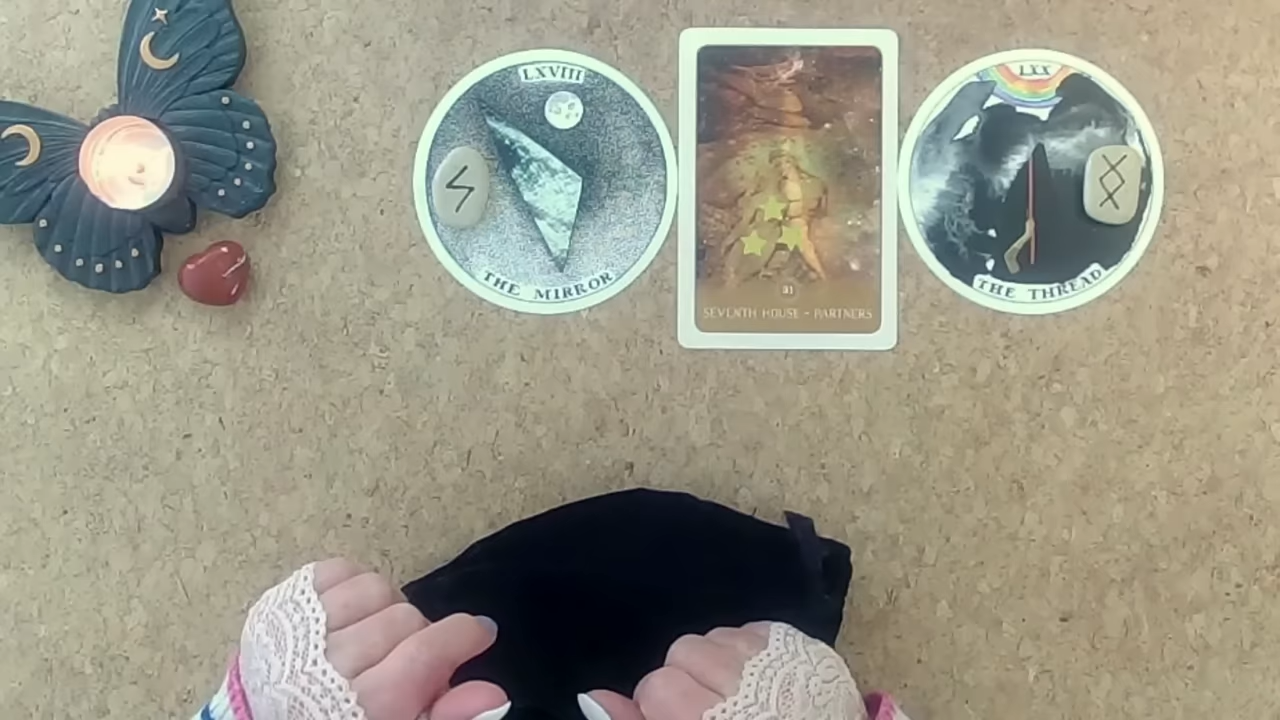 LXVIII
THE MIRROR
31
SEVENTH HOUSE - PARTNERS
LXX
THE THREAD